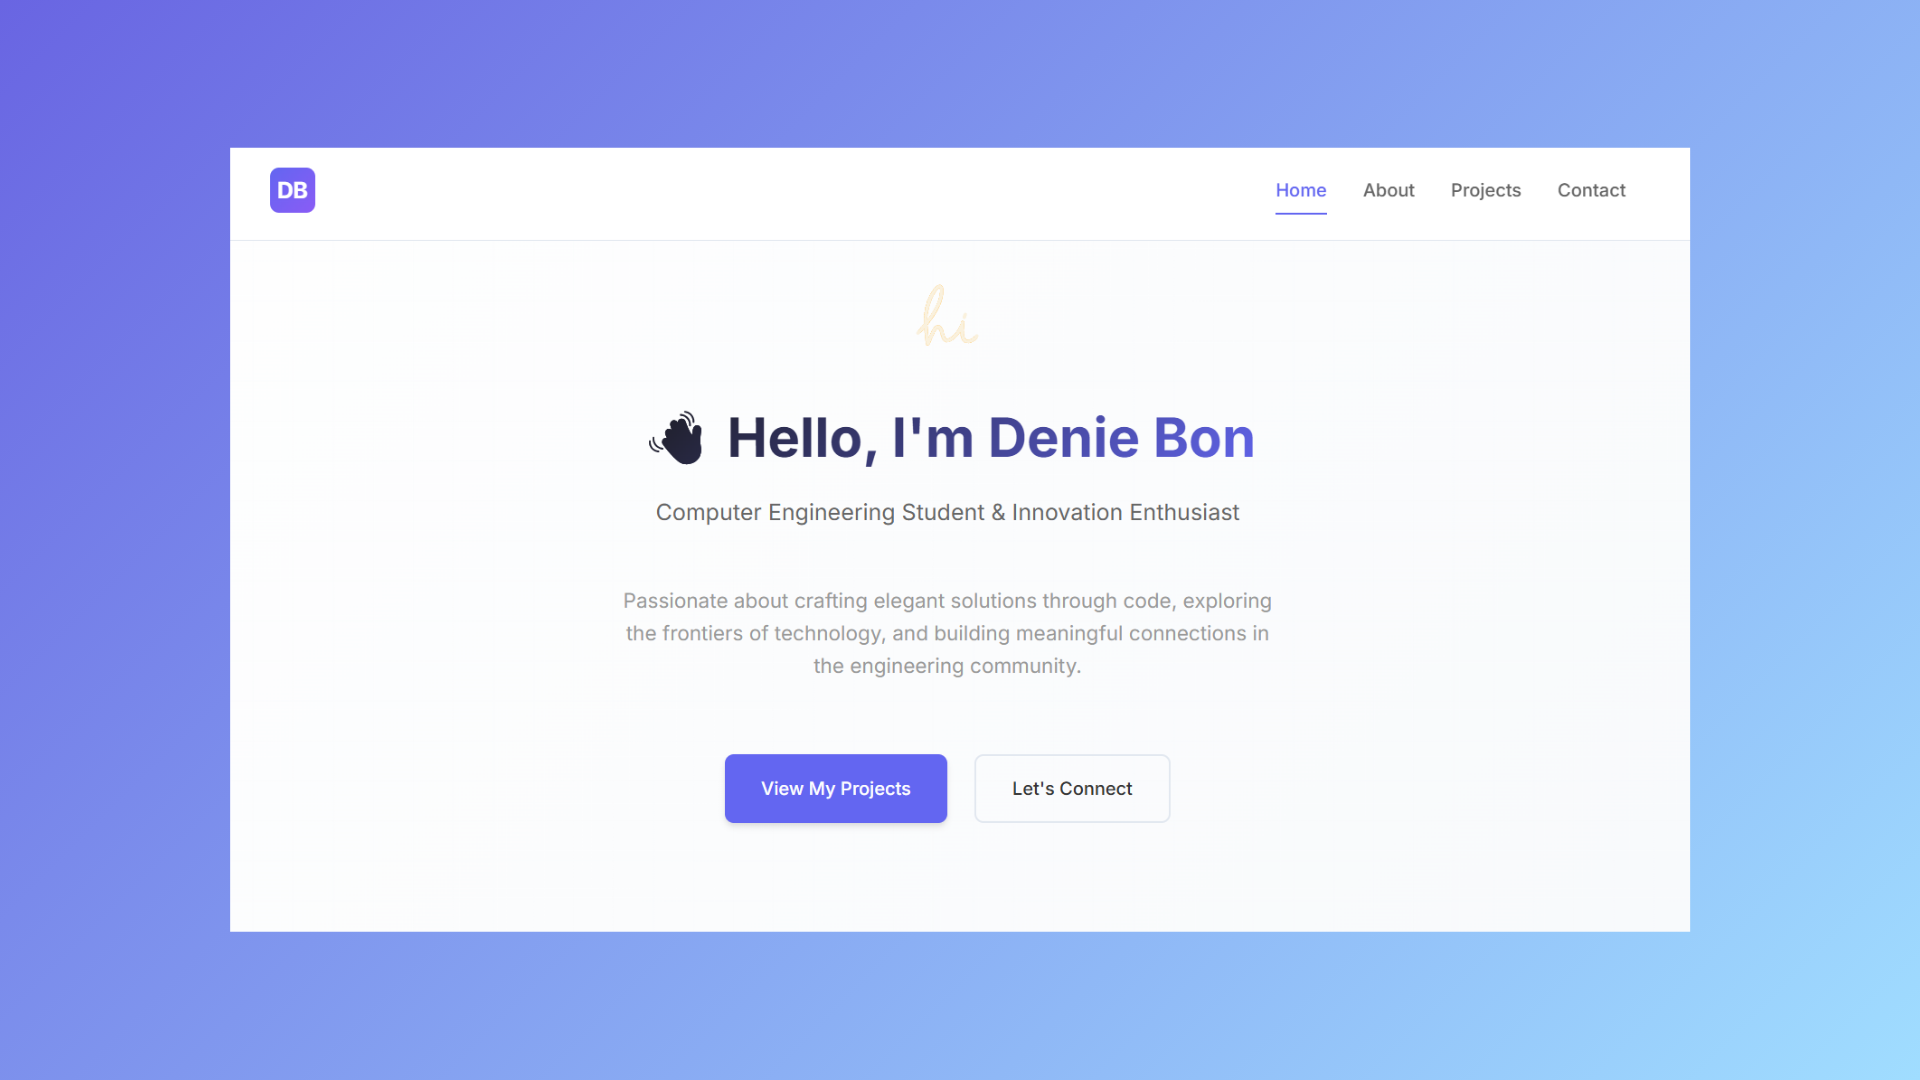 DB
Home
About
Projects
Contact
hi
Hello, I'm Denie Bon
Computer Engineering Student & Innovation Enthusiast
Passionate about crafting elegant solutions through code, exploring
the frontiers of technology, and building meaningful connections in
the engineering community.
View My Projects
Let's Connect